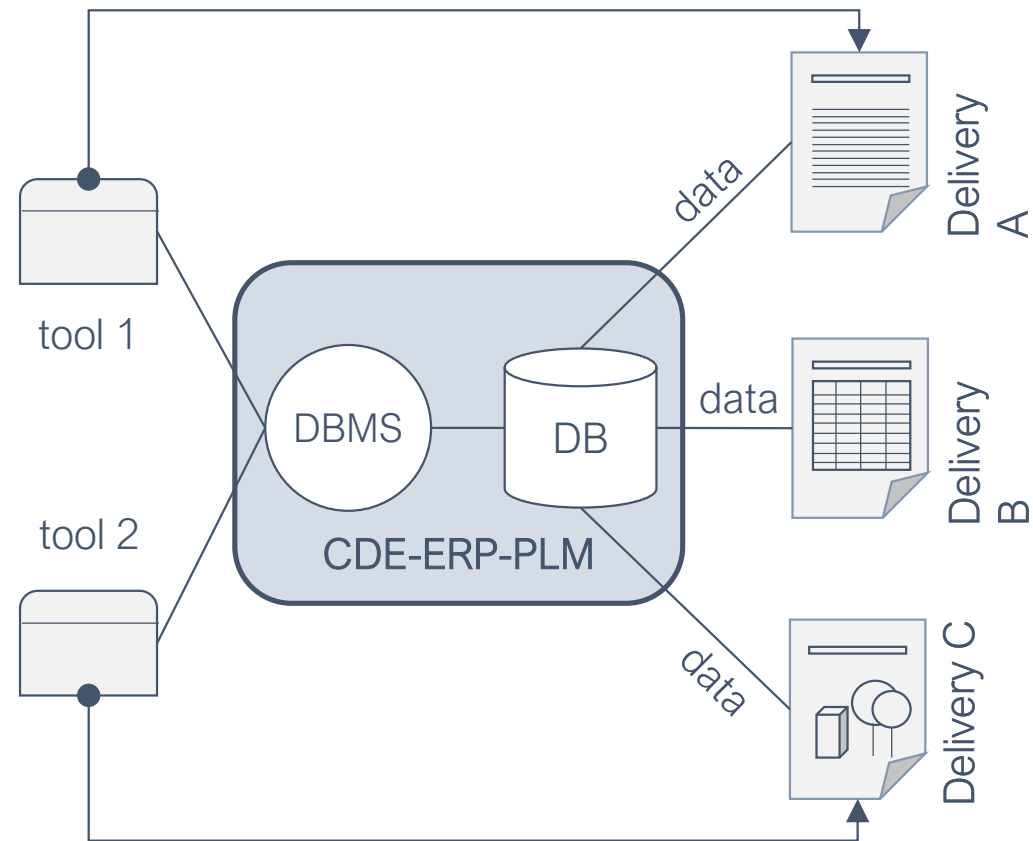 data
Delivery
A
tool 1
data
Delivery
B
DBMS
DB
tool 2
CDE-ERP-PLM
data
Delivery C